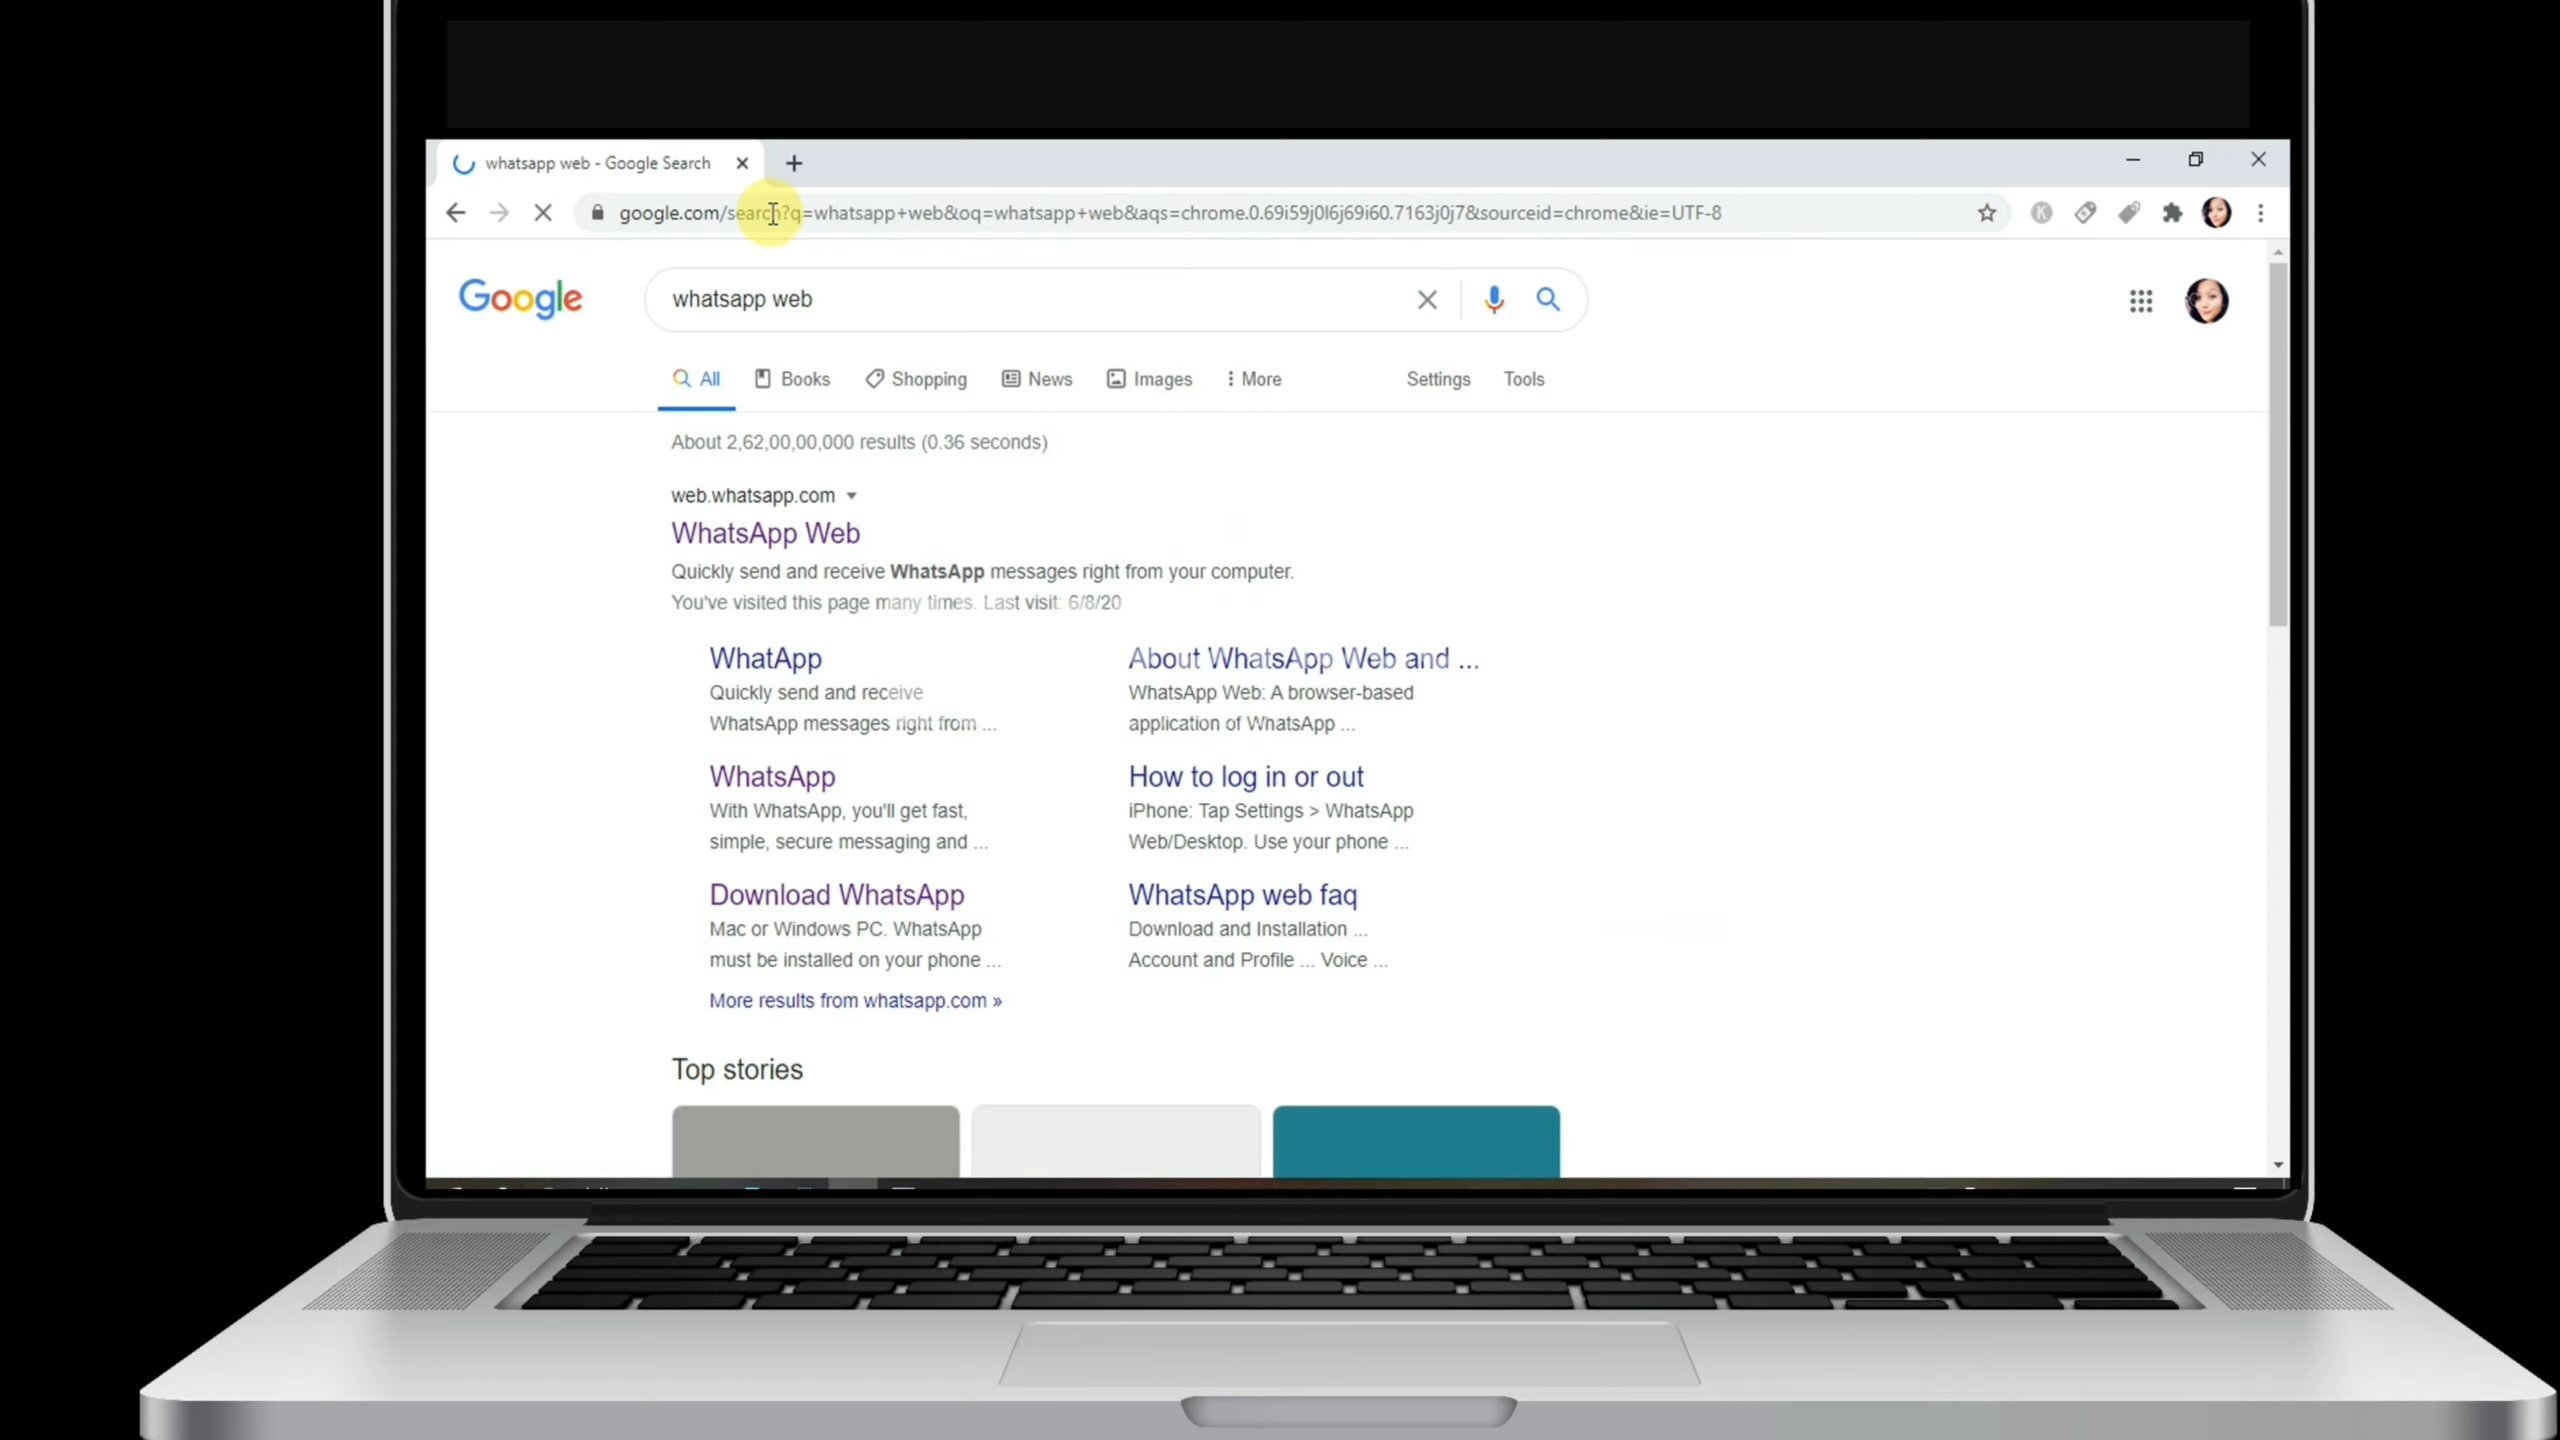 whatsapp web - Google Search
google.com/search?q=whatsapp+web&oq=whatsapp+web&aqs=chrome.0.69i59j0l6j69i60.7163j0j7&sourceid=chrome&ie=UTF-8
K
Google
whatsapp web
All Books Shopping News Images More Settings Tools
About 2,62,00,00,000 results (0.36 seconds)
web.whatsapp.com
WhatsApp Web
Quickly send and receive WhatsApp messages right from your computer.
You've visited this page many times. Last visit: 6/8/20
WhatApp
Quickly send and receive
WhatsApp messages right from ...
About WhatsApp Web and ...
WhatsApp Web: A browser-based
application of WhatsApp ...
WhatsApp
With WhatsApp, you'll get fast,
simple, secure messaging and ...
How to log in or out
iPhone: Tap Settings > WhatsApp
Web/Desktop. Use your phone ...
Download WhatsApp
Mac or Windows PC. WhatsApp
must be installed on your phone ...
WhatsApp web faq
Download and Installation ...
Account and Profile ... Voice ...
More results from whatsapp.com »
Top stories